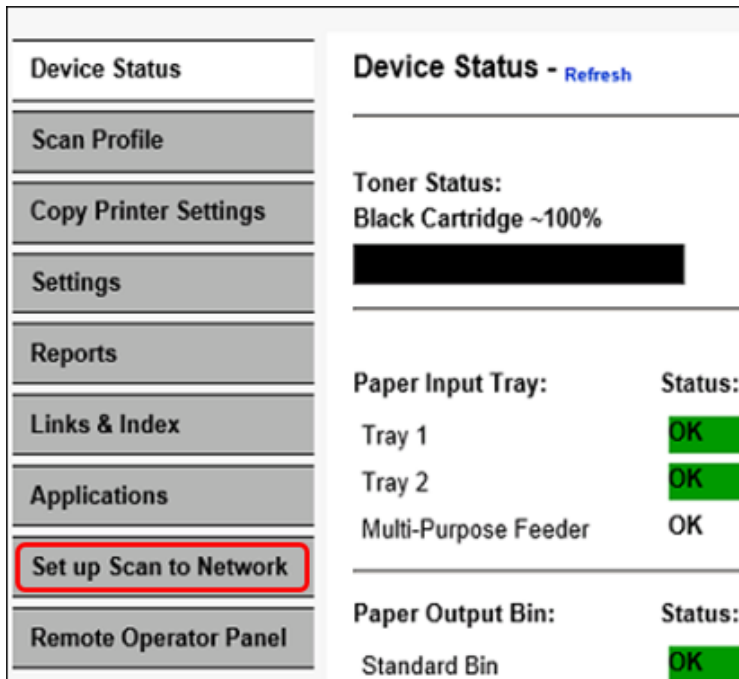 Device Status
Scan Profile
Copy Printer Settings
Settings
Reports
Links & Index
Applications
Set up Scan to Network
Remote Operator Panel
Device Status - Refresh
Toner Status:
Black Cartridge ~100%
Paper Input Tray: Status:
Tray 1 OK
Tray 2 OK
Multi-Purpose Feeder OK
Paper Output Bin: Status:
Standard Bin OK